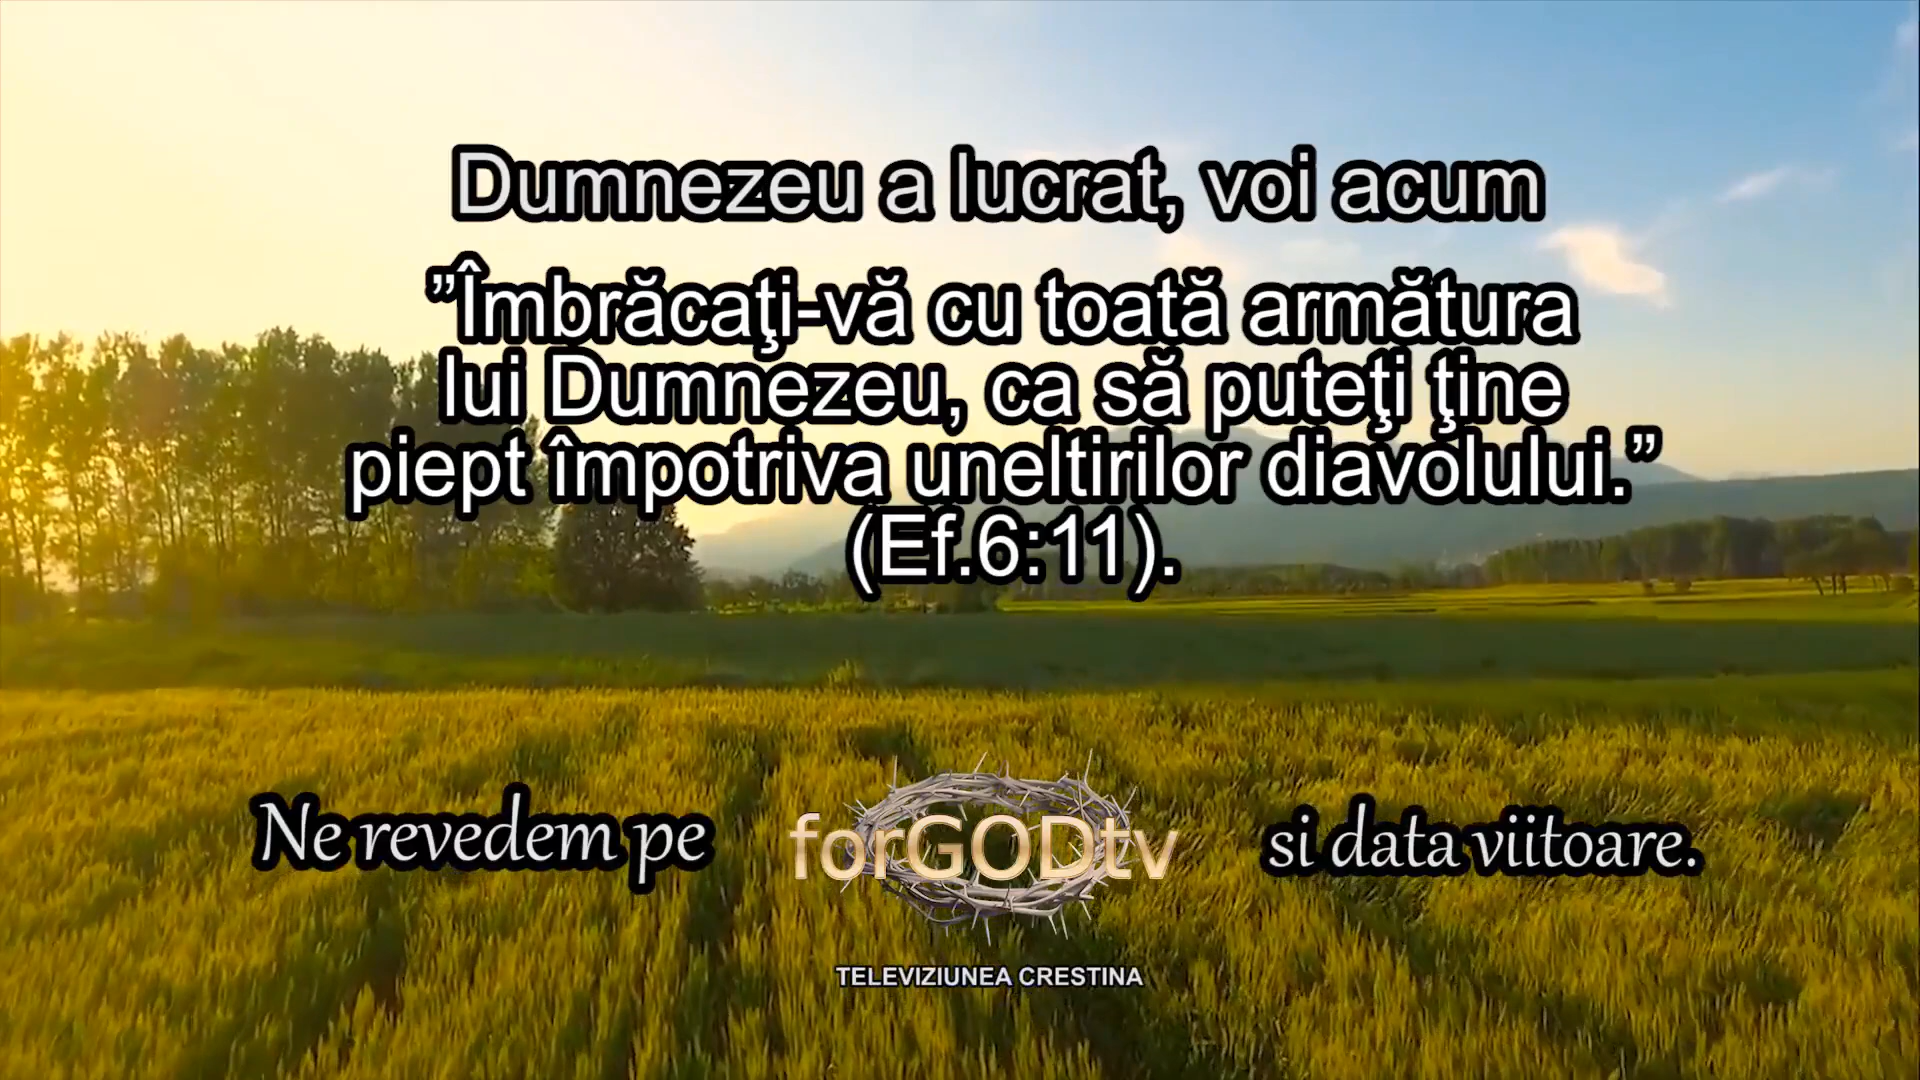 Dumnezeu a lucrat, voi acum
”Îmbrăcaţi-vă cu toată armătura
lui Dumnezeu, ca să puteţi ţine
piept împotriva uneltirilor diavolului.”
(Ef.6:11).
Ne revedem pe forGODtv si data viitoare.
TELEVIZIUNEA CRESTINA